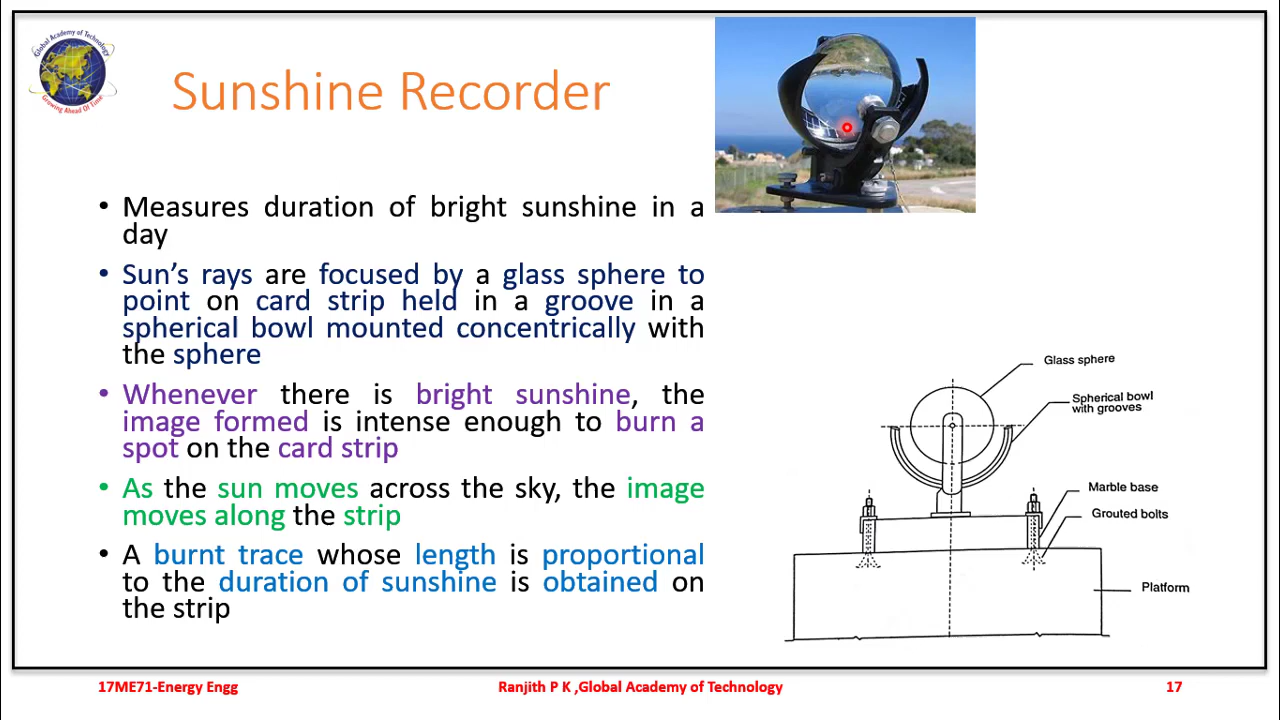 Global Academy of Technology
Growing Ahead Of Time
Sunshine Recorder
• Measures duration of bright sunshine in a
day
• Sun’s rays are focused by a glass sphere to
point on card strip held in a groove in a
spherical bowl mounted concentrically with
the sphere
• Whenever there is bright sunshine, the
image formed is intense enough to burn a
spot on the card strip
• As the sun moves across the sky, the image
moves along the strip
• A burnt trace whose length is proportional
to the duration of sunshine is obtained on
the strip
Glass sphere
Spherical bowl
with grooves
Marble base
Grouted bolts
Platform
17ME71-Energy Engg
Ranjith P K ,Global Academy of Technology
17